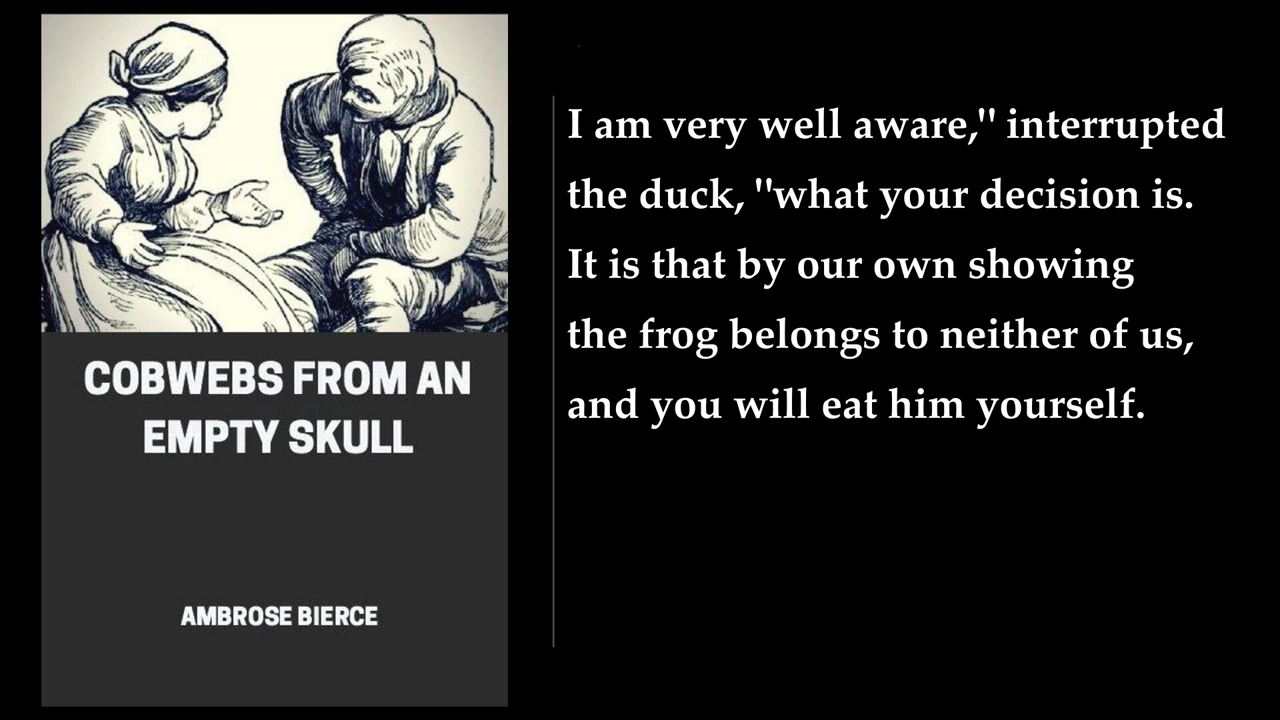 COBWEBS FROM AN
EMPTY SKULL
AMBROSE BIERCE
I am very well aware," interrupted
the duck, "what your decision is.
It is that by our own showing
the frog belongs to neither of us,
and you will eat him yourself.